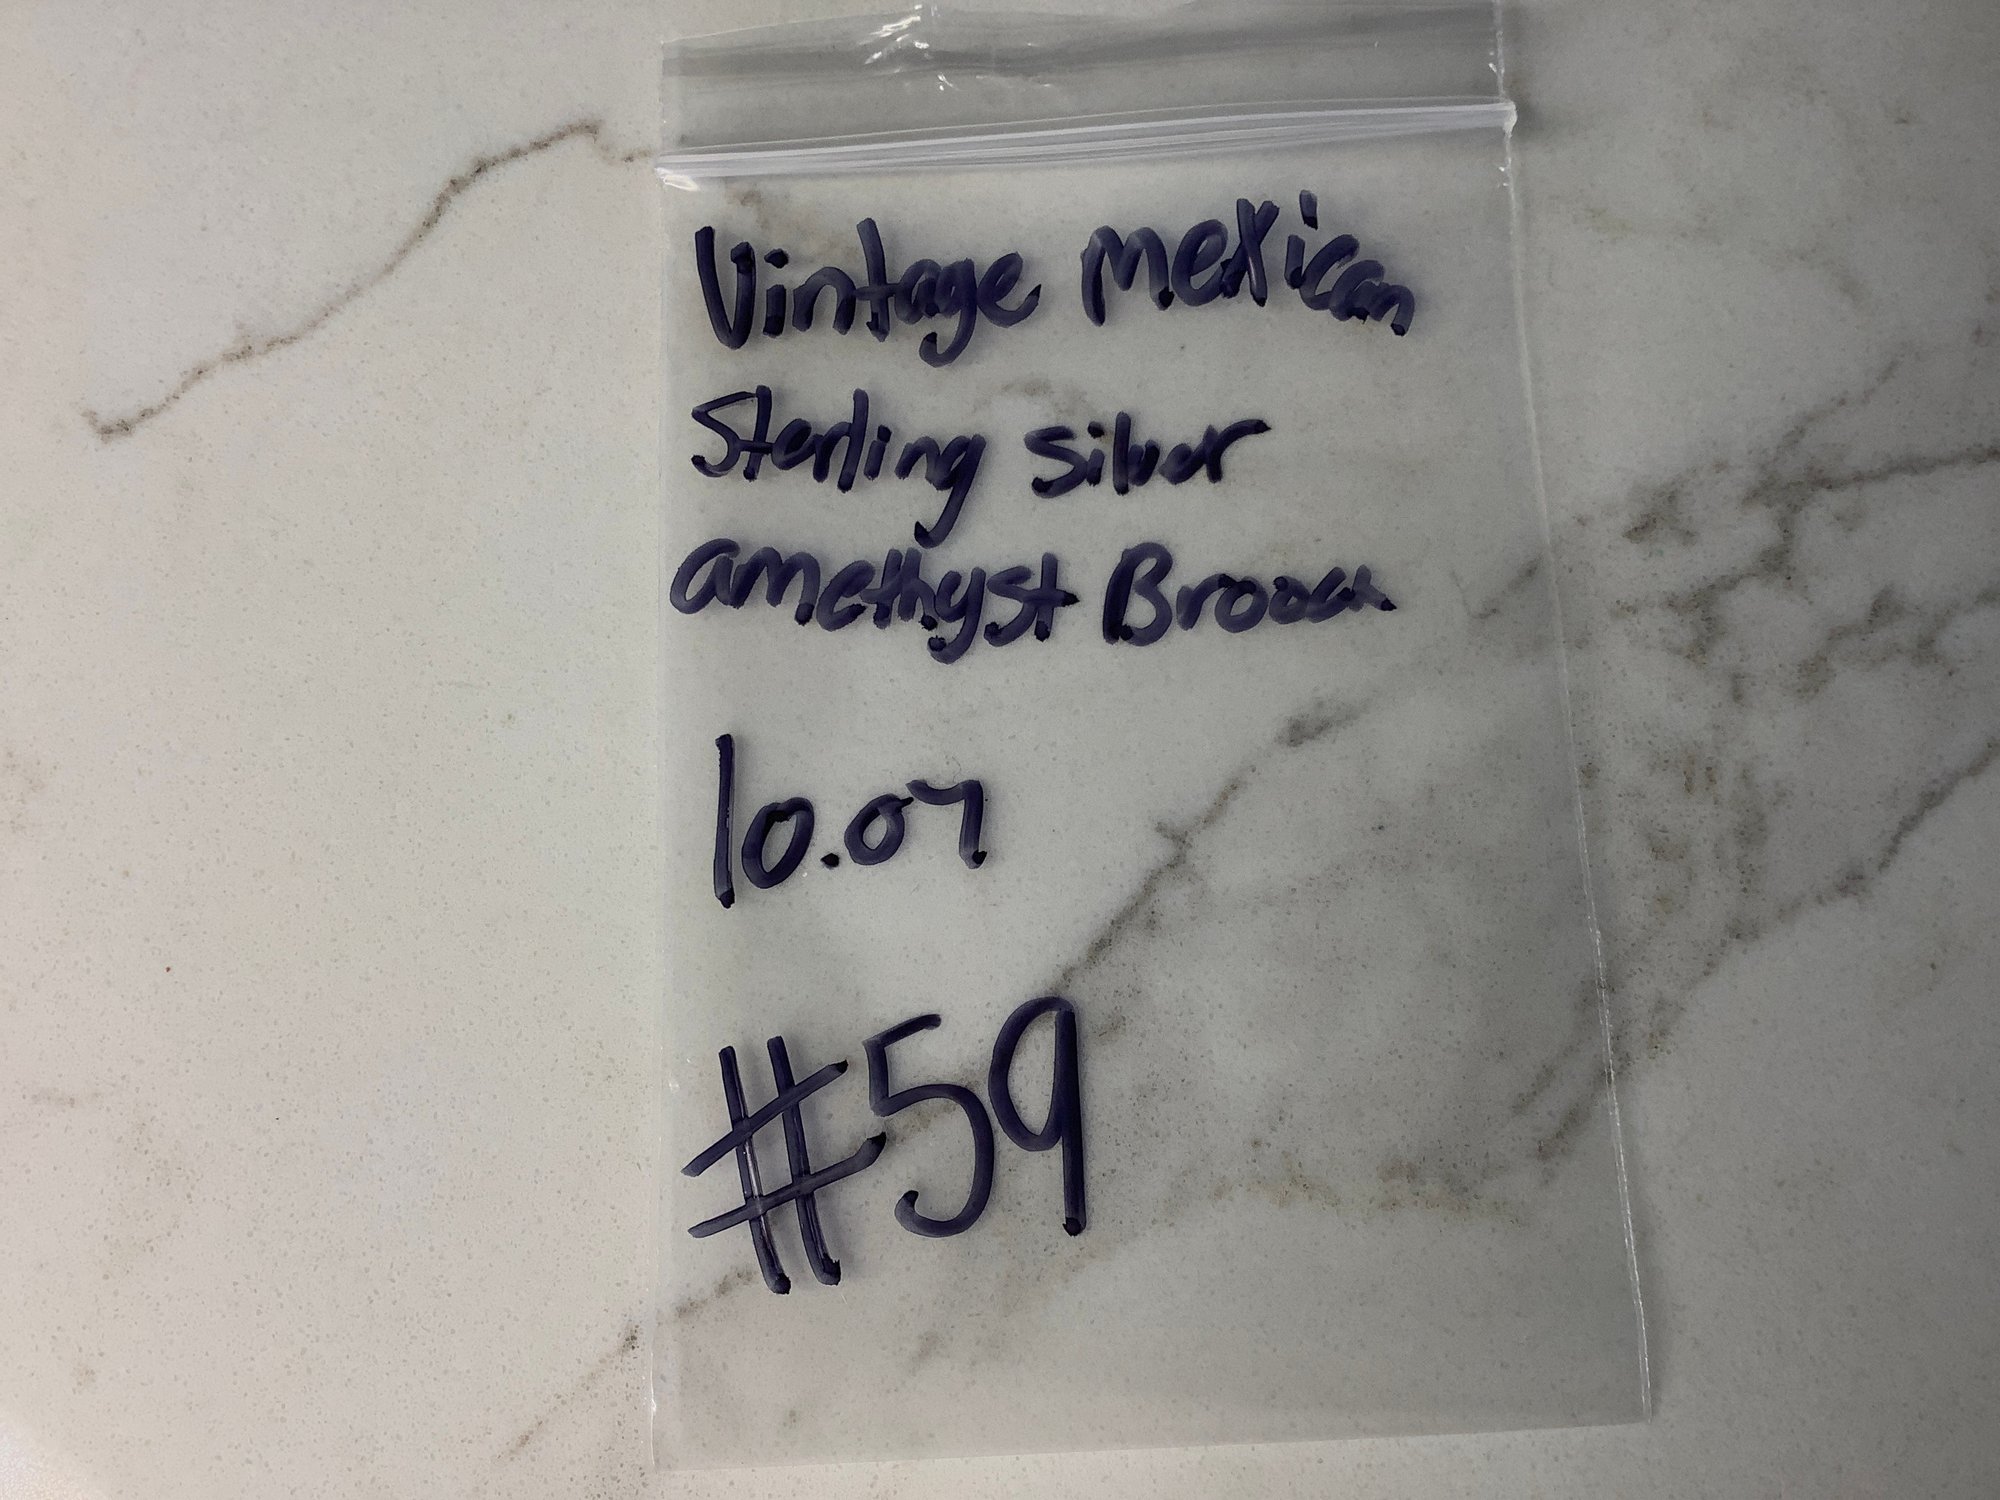 Vintage Mexican
Sterling Silver
amethyst Brooch
10.07
#59